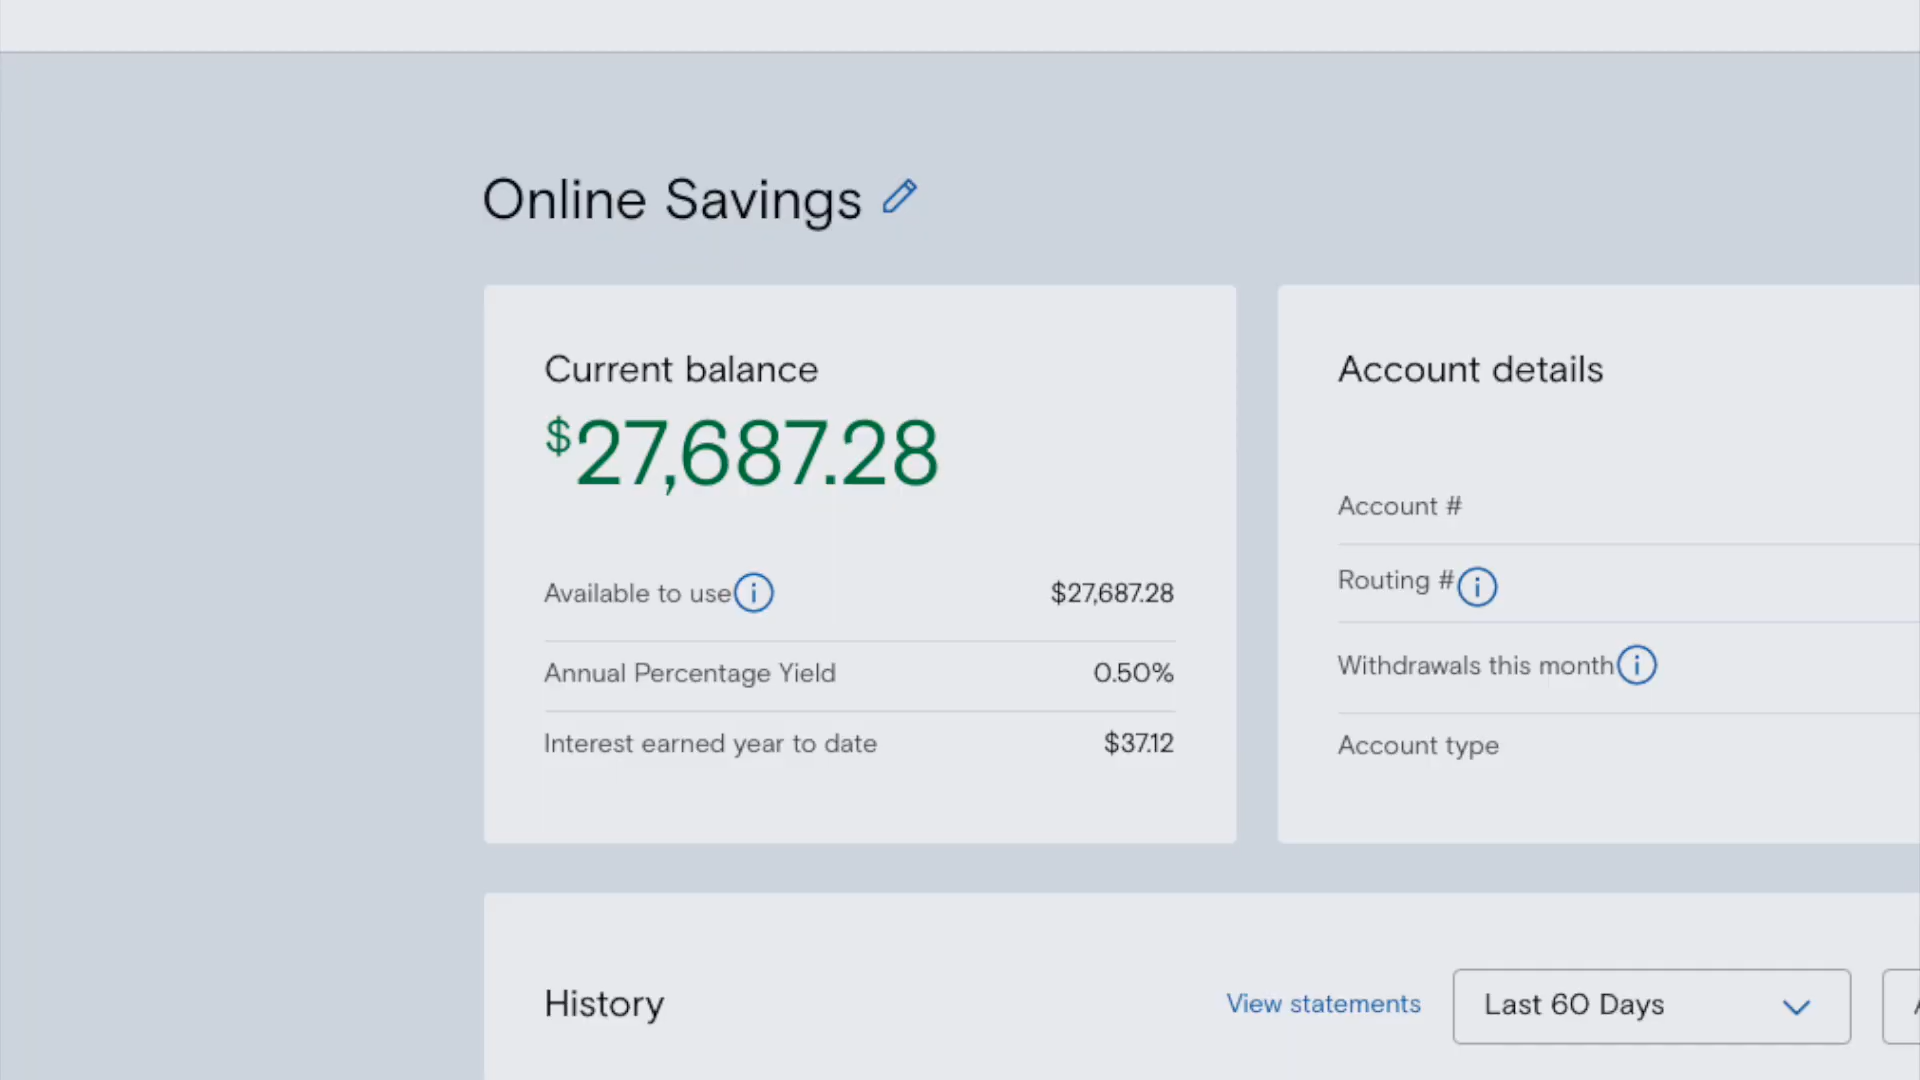 Online Savings
Current balance
$27,687.28
Available to use
$27,687.28
Annual Percentage Yield
0.50%
Interest earned year to date
$37.12
Account details
Account #
Routing #
Withdrawals this month
Account type
History
View statements
Last 60 Days